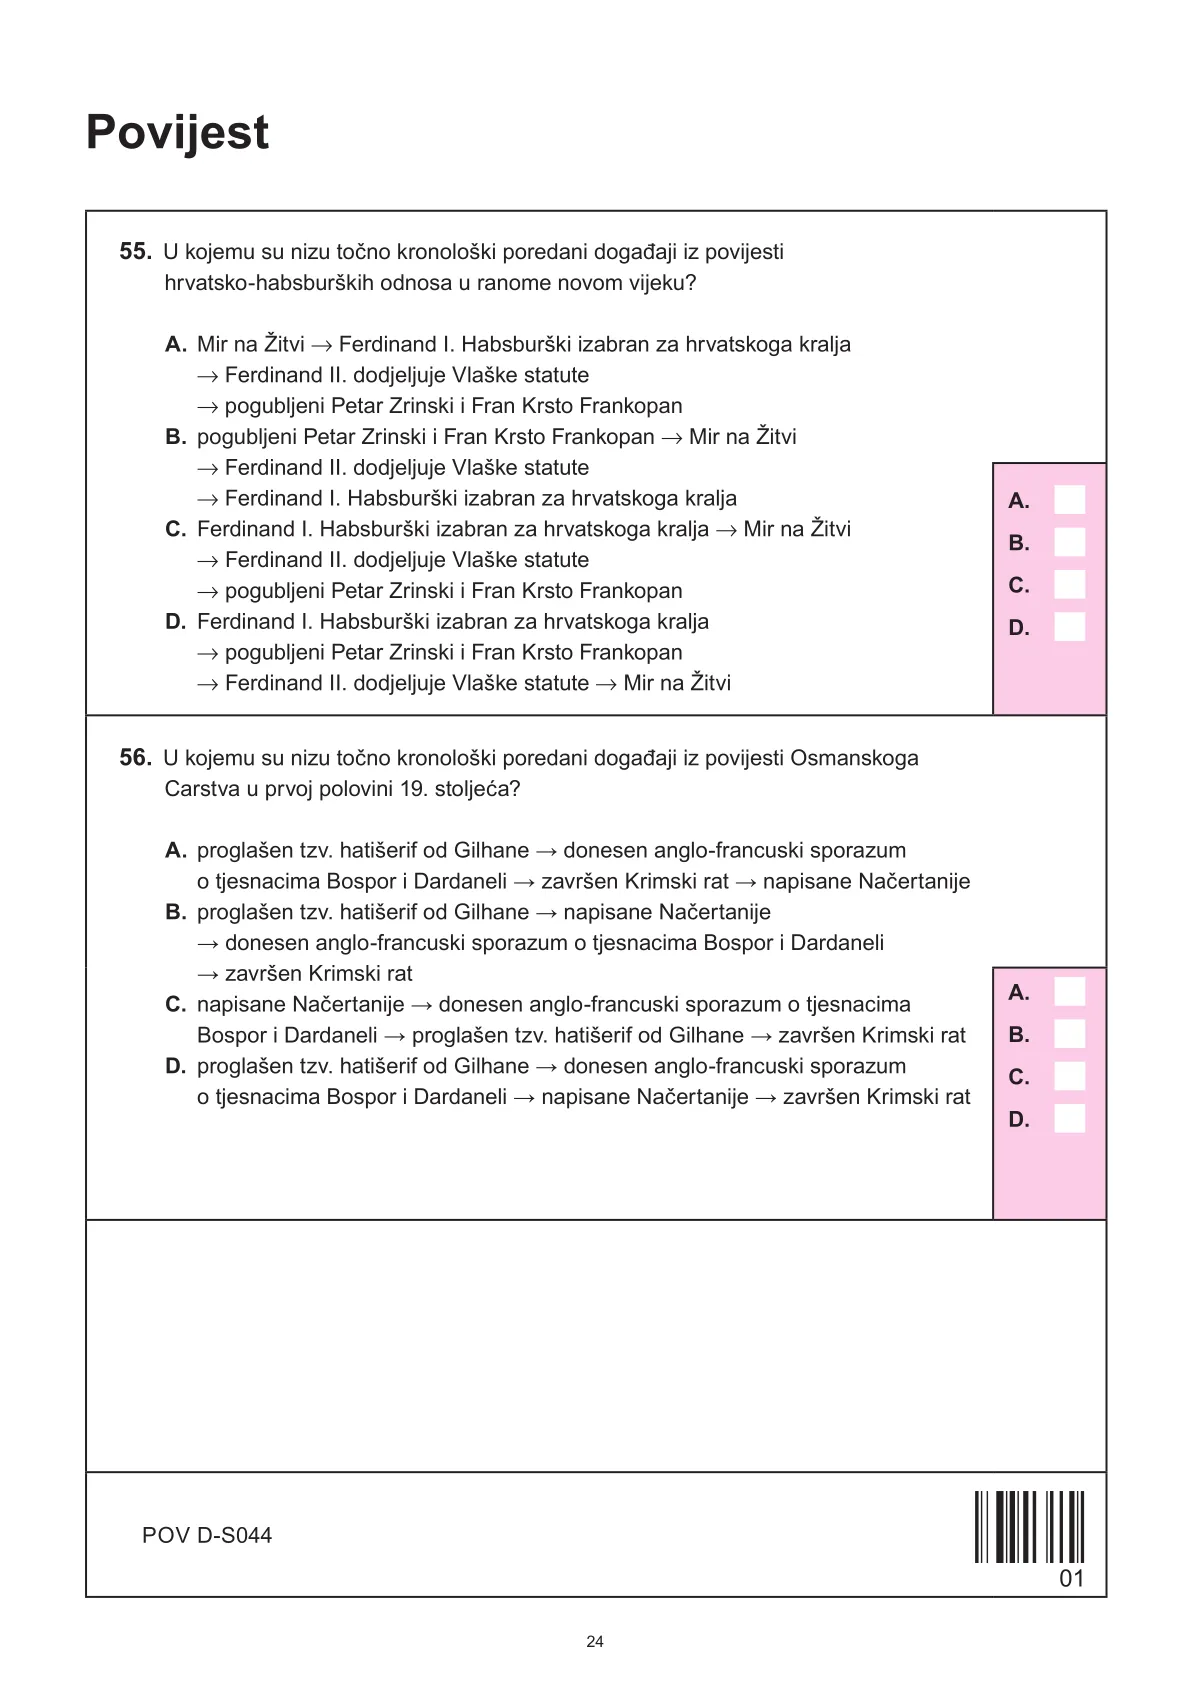 Povijest
55. U kojemu su nizu točno kronološki poredani događaji iz povijesti
hrvatsko-habsburških odnosa u ranome novom vijeku?
A. Mir na Žitvi → Ferdinand I. Habsburški izabran za hrvatskoga kralja
→ Ferdinand II. dodjeljuje Vlaške statute
→ pogubljeni Petar Zrinski i Fran Krsto Frankopan
B. pogubljeni Petar Zrinski i Fran Krsto Frankopan → Mir na Žitvi
→ Ferdinand II. dodjeljuje Vlaške statute
→ Ferdinand I. Habsburški izabran za hrvatskoga kralja
C. Ferdinand I. Habsburški izabran za hrvatskoga kralja → Mir na Žitvi
→ Ferdinand II. dodjeljuje Vlaške statute
→ pogubljeni Petar Zrinski i Fran Krsto Frankopan
D. Ferdinand I. Habsburški izabran za hrvatskoga kralja
→ pogubljeni Petar Zrinski i Fran Krsto Frankopan
→ Ferdinand II. dodjeljuje Vlaške statute → Mir na Žitvi
A.
B.
C.
D.
56. U kojemu su nizu točno kronološki poredani događaji iz povijesti Osmanskoga
Carstva u prvoj polovini 19. stoljeća?
A. proglašen tzv. hatišerif od Gilhane → donesen anglo-francuski sporazum
o tjesnacima Bospor i Dardaneli → završen Krimski rat → napisane Načertanije
B. proglašen tzv. hatišerif od Gilhane → napisane Načertanije
→ donesen anglo-francuski sporazum o tjesnacima Bospor i Dardaneli
→ završen Krimski rat
C. napisane Načertanije → donesen anglo-francuski sporazum o tjesnacima
Bospor i Dardaneli → proglašen tzv. hatišerif od Gilhane → završen Krimski rat
D. proglašen tzv. hatišerif od Gilhane → donesen anglo-francuski sporazum
o tjesnacima Bospor i Dardaneli → napisane Načertanije → završen Krimski rat
A.
B.
C.
D.
POV D-S044
01
24